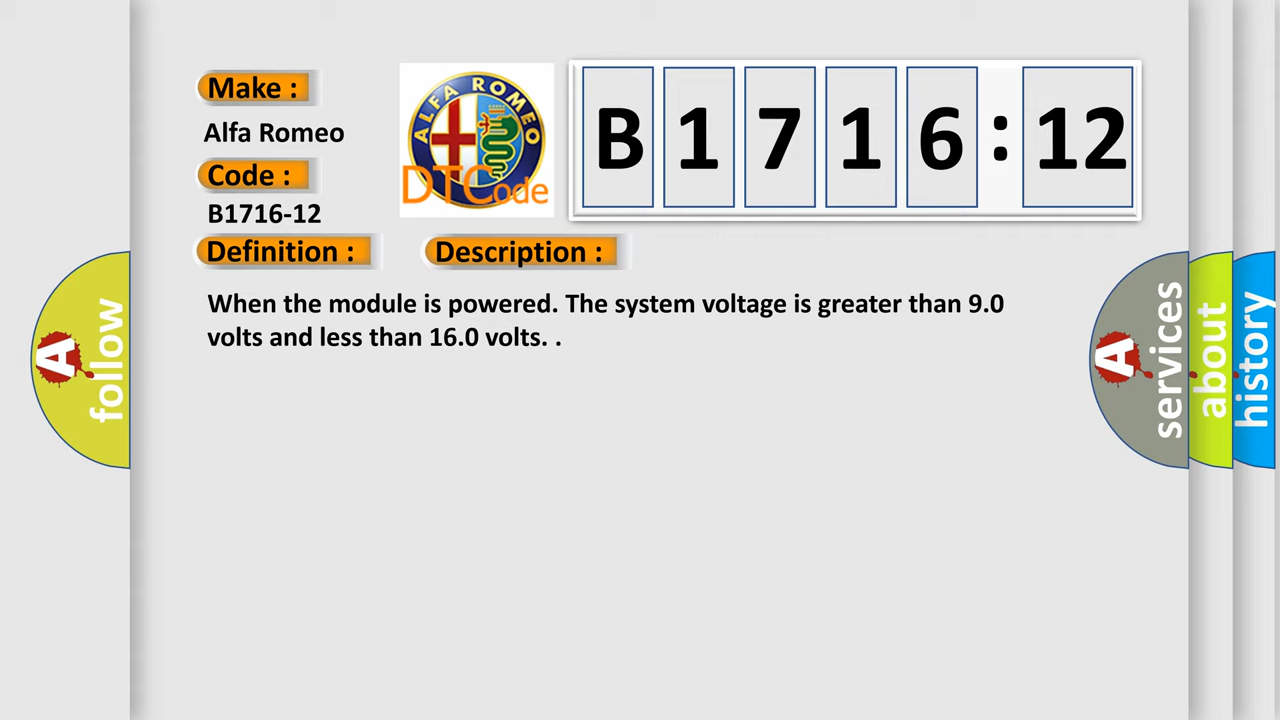 Make :
Alfa Romeo
Code :
B1716-12
ALFA ROMEO
DTCode
B 1 7 1 6 : 12
Definition :
Description :
When the module is powered. The system voltage is greater than 9.0
volts and less than 16.0 volts. .
A
follow
A
services
about
history